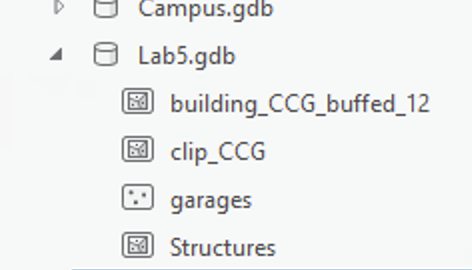 Campus.gdb
Lab5.gdb
building_CCG_buffed_12
clip_CCG
garages
Structures